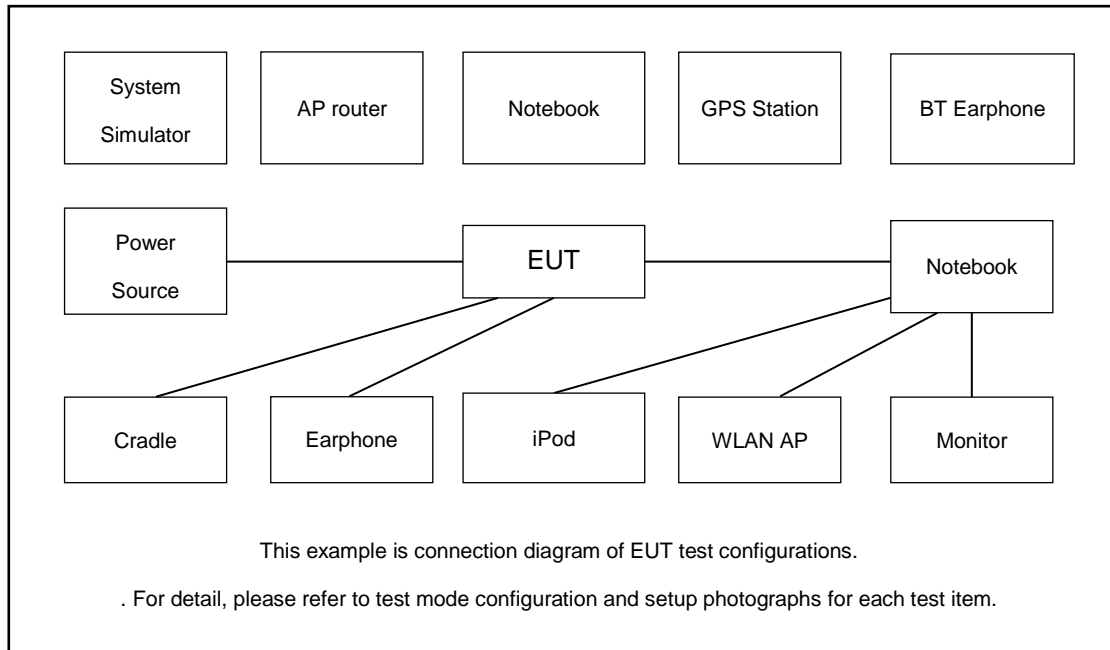 System
Simulator
AP router
Notebook
GPS Station
BT Earphone
Power
Source
EUT
Notebook
Cradle
Earphone
iPod
WLAN AP
Monitor
This example is connection diagram of EUT test configurations.
. For detail, please refer to test mode configuration and setup photographs for each test item.